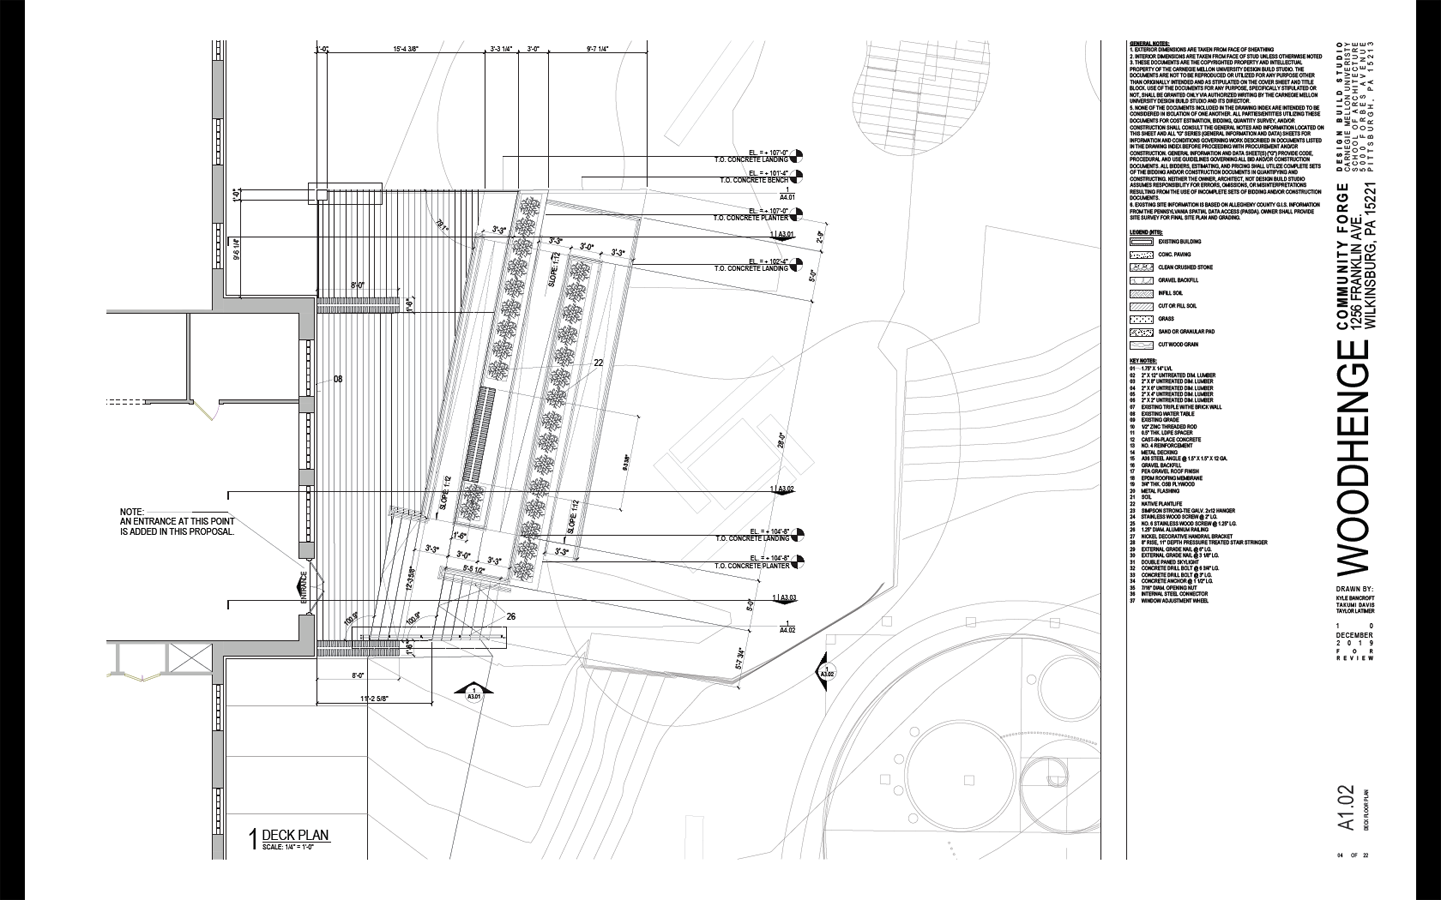 1'-0"
15'-4 3/8"
3'-3 1/4"
3'-0"
9'-7 1/4"
EL. = + 107'-0"
T.O. CONCRETE LANDING
EL. = + 101'-4"
T.O. CONCRETE BENCH
1
A4.01
EL. = + 107'-0"
T.O. CONCRETE PLANTER
1 | A3.01
EL. = + 102'-4"
T.O. CONCRETE LANDING
1'-0"
9'-6 1/4"
8'-0"
1'-6"
3'-3"
3'-3"
3'-0"
3'-3"
SLOPE: 1:12
2'-9"
5'-0"
22
08
28'-0"
SLOPE: 1:12
SLOPE: 1:12
1 | A3.02
NOTE:
AN ENTRANCE AT THIS POINT
IS ADDED IN THIS PROPOSAL.
EL. = + 104'-8"
T.O. CONCRETE LANDING
EL. = + 104'-8"
T.O. CONCRETE PLANTER
1'-6"
3'-3"
3'-0"
3'-3"
3'-3"
5'-5 1/2"
12'-3 5/8"
ENTRANCE
1 | A3.03
5'-0"
100.9°
100.9°
26
1
A4.02
1'-6"
5'-7 3/4"
8'-0"
11'-2 5/8"
1
A3.01
1
A3.02
1 DECK PLAN
SCALE: 1/4" = 1'-0"
GENERAL NOTES:
1. EXTERIOR DIMENSIONS ARE TAKEN FROM FACE OF SHEATHING
2. INTERIOR DIMENSIONS ARE TAKEN FROM FACE OF STUD UNLESS OTHERWISE NOTED
3. THESE DOCUMENTS ARE THE COPYRIGHTED PROPERTY AND INTELLECTUAL
PROPERTY OF THE CARNEGIE MELLON UNIVERSITY DESIGN BUILD STUDIO. THE
DOCUMENTS ARE NOT TO BE REPRODUCED OR UTILIZED FOR ANY PURPOSE OTHER
THAN ORIGINALLY INTENDED AND AS STIPULATED ON THE COVER SHEET AND TITLE
BLOCK. USE OF THE DOCUMENTS FOR ANY PURPOSE, SPECIFICALLY STIPULATED OR
NOT, SHALL BE GRANTED ONLY VIA AUTHORIZED WRITING BY THE CARNEGIE MELLON
UNIVERSITY DESIGN BUILD STUDIO AND ITS DIRECTOR.
5. NONE OF THE DOCUMENTS INCLUDED IN THE DRAWING INDEX ARE INTENDED TO BE
CONSIDERED IN ISOLATION OF ONE ANOTHER. ALL PARTIES/ENTITIES UTILIZING THESE
DOCUMENTS FOR COST ESTIMATION, BIDDING, QUANTITY SURVEY, AND/OR
CONSTRUCTION SHALL CONSULT THE GENERAL NOTES AND INFORMATION LOCATED ON
THIS SHEET AND ALL "G" SERIES (GENERAL INFORMATION AND DATA) SHEETS FOR
INFORMATION AND CONDITIONS GOVERNING WORK DESCRIBED IN DOCUMENTS LISTED
IN THE DRAWING INDEX BEFORE PROCEEDING WITH PROCUREMENT AND/OR
CONSTRUCTION. GENERAL INFORMATION AND DATA SHEET(S) ("G") PROVIDE CODE,
PROCEDURAL AND USE GUIDELINES GOVERNING ALL BID AND/OR CONSTRUCTION
DOCUMENTS. ALL BIDDERS, ESTIMATING, AND PRICING SHALL UTILIZE COMPLETE SETS
OF THE BIDDING AND/OR CONSTRUCTION DOCUMENTS IN QUANTIFYING AND
CONSTRUCTING. NEITHER THE OWNER, ARCHITECT, NOT DESIGN BUILD STUDIO
ASSUMES RESPONSIBILITY FOR ERRORS, OMISSIONS, OR MISINTERPRETATIONS
RESULTING FROM THE USE OF INCOMPLETE SETS OF BIDDING AND/OR CONSTRUCTION
DOCUMENTS.
6. EXISTING SITE INFORMATION IS BASED ON ALLEGHENY COUNTY G.I.S. INFORMATION
FROM THE PENNSYLVANIA SPATIAL DATA ACCESS (PASDA). OWNER SHALL PROVIDE
SITE SURVEY FOR FINAL SITE PLAN AND GRADING.
LEGEND (NTS):
EXISTING BUILDING
CONC. PAVING
CLEAN CRUSHED STONE
GRAVEL BACKFILL
INFILL SOIL
CUT OR FILL SOIL
GRASS
SAND OR GRANULAR PAD
CUT WOOD GRAIN
KEY NOTES:
01 1.75" X 14" LVL
02 2" X 12" UNTREATED DIM. LUMBER
03 2" X 8" UNTREATED DIM. LUMBER
04 2" X 6" UNTREATED DIM. LUMBER
05 2" X 4" UNTREATED DIM. LUMBER
06 2" X 2" UNTREATED DIM. LUMBER
07 EXISTING TRIPLE WITHE BRICK WALL
08 EXISTING WATER TABLE
09 EXISTING GRADE
10 1/2" ZINC THREADED ROD
11 0.5" THK. LDPE SPACER
12 CAST-IN-PLACE CONCRETE
13 NO. 4 REINFORCEMENT
14 METAL DECKING
15 A36 STEEL ANGLE @ 1.5" X 1.5" X 12 GA.
16 GRAVEL BACKFILL
17 PEA GRAVEL ROOF FINISH
18 EPDM ROOFING MEMBRANE
19 3/4" THK. OSB PLYWOOD
20 METAL FLASHING
21 SOIL
22 NATIVE PLANTLIFE
23 SIMPSON STRONG-TIE GALV. 2x12 HANGER
24 STAINLESS WOOD SCREW @ 2" LG.
25 NO. 6 STAINLESS WOOD SCREW @ 1.25" LG.
26 1.25" DIAM. ALUMINIUM RAILING
27 NICKEL DECORATIVE HANDRAIL BRACKET
28 8" RISE, 11" DEPTH PRESSURE TREATED STAIR STRINGER
29 EXTERNAL GRADE NAIL @ 6" LG.
30 EXTERNAL GRADE NAIL @ 3 1/8" LG.
31 DOUBLE PANED SKYLIGHT
32 CONCRETE DRILL BOLT @ 6 3/4" LG.
33 CONCRETE DRILL BOLT @ 3" LG.
34 CONCRETE ANCHOR @ 1 1/2" LG.
35 7/16" DIAM. OPENING NUT
36 INTERNAL STEEL CONNECTOR
37 WINDOW ADJUSTMENT WHEEL
WOODHENGE
COMMUNITY FORGE
1256 FRANKLIN AVE.
WILKINSBURG, PA 15221
DESIGN BUILD STUDIO
CARNEGIE MELLON UNIVERISTY
SCHOOL OF ARCHITECTURE
5000 FORBES AVENUE
PITTSBURGH, PA 15213
DRAWN BY:
KYLE BANCROFT
TAKUMI DAVIS
TAYLOR LATIMER
1 0
DECEMBER
2 0 1 9
F O R
R E V I E W
A1.02
DECK FLOOR PLAN
04 OF 22